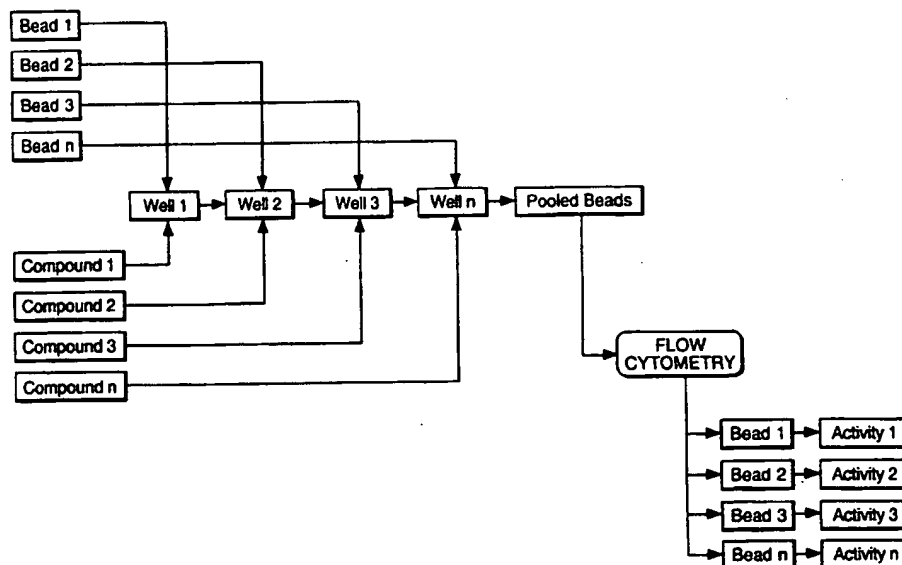 Bead 1
Bead 2
Bead 3
Bead n
Well 1
Well 2
Well 3
Well n
Pooled Beads
Compound 1
Compound 2
Compound 3
Compound n
FLOW
CYTOMETRY
Bead 1
Activity 1
Bead 2
Activity 2
Bead 3
Activity 3
Bead n
Activity n